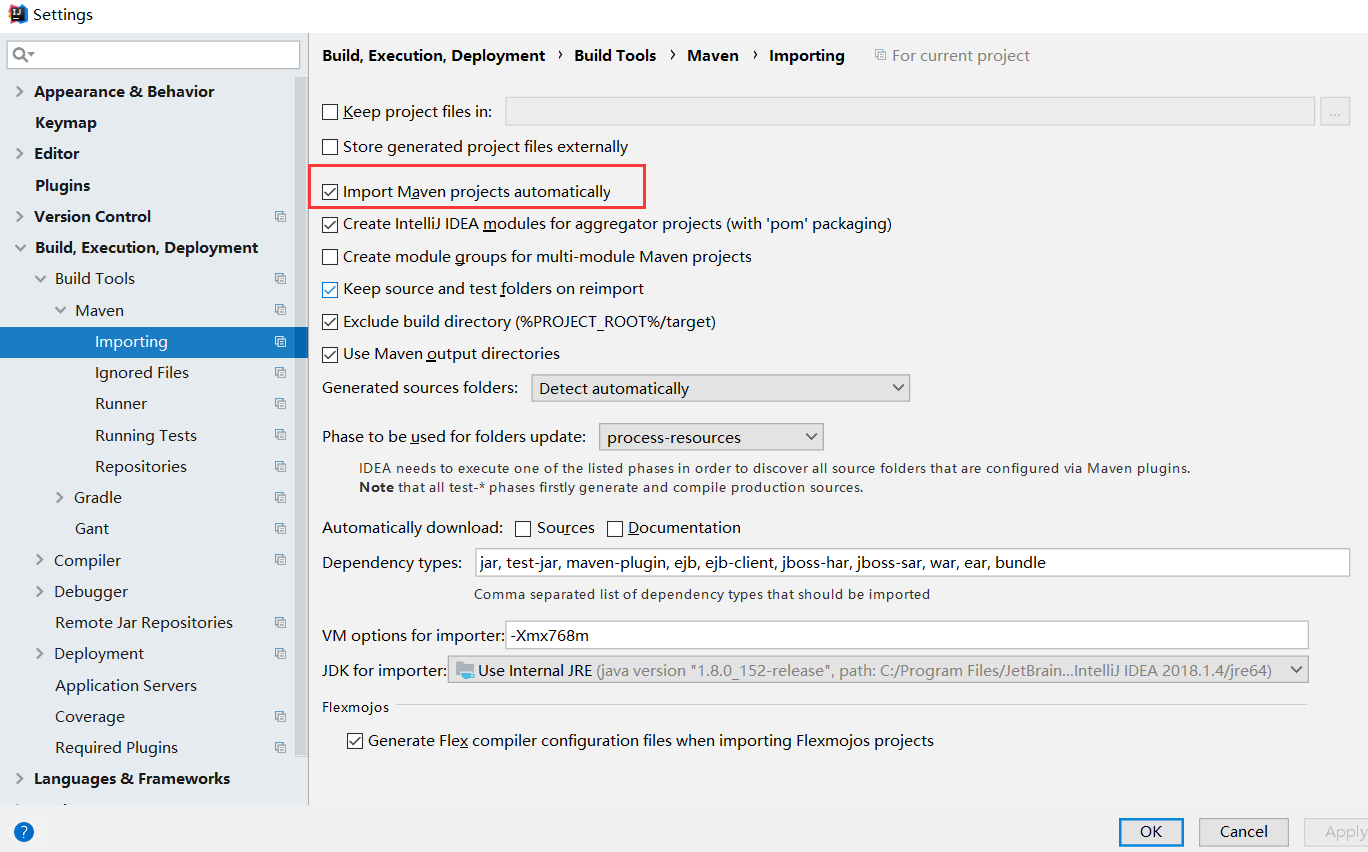 Settings
Appearance & Behavior
Keymap
Editor
Plugins
Version Control
Build, Execution, Deployment
Build Tools
Maven
Importing
Ignored Files
Runner
Running Tests
Repositories
Gradle
Gant
Compiler
Debugger
Remote Jar Repositories
Deployment
Application Servers
Coverage
Required Plugins
Languages & Frameworks
?
Build, Execution, Deployment › Build Tools › Maven › Importing For current project
Keep project files in: ...
Store generated project files externally
Import Maven projects automatically
Create IntelliJ IDEA modules for aggregator projects (with 'pom' packaging)
Create module groups for multi-module Maven projects
Keep source and test folders on reimport
Exclude build directory (%PROJECT_ROOT%/target)
Use Maven output directories
Generated sources folders: Detect automatically
Phase to be used for folders update: process-resources
IDEA needs to execute one of the listed phases in order to discover all source folders that are configured via Maven plugins.
Note that all test-* phases firstly generate and compile production sources.
Automatically download: Sources Documentation
Dependency types: jar, test-jar, maven-plugin, ejb, ejb-client, jboss-har, jboss-sar, war, ear, bundle
Comma separated list of dependency types that should be imported
VM options for importer: -Xmx768m
JDK for importer: Use Internal JRE (java version "1.8.0_152-release", path: C:/Program Files/JetBrain...IntelliJ IDEA 2018.1.4/jre64)
Flexmojos
Generate Flex compiler configuration files when importing Flexmojos projects
OK Cancel Apply